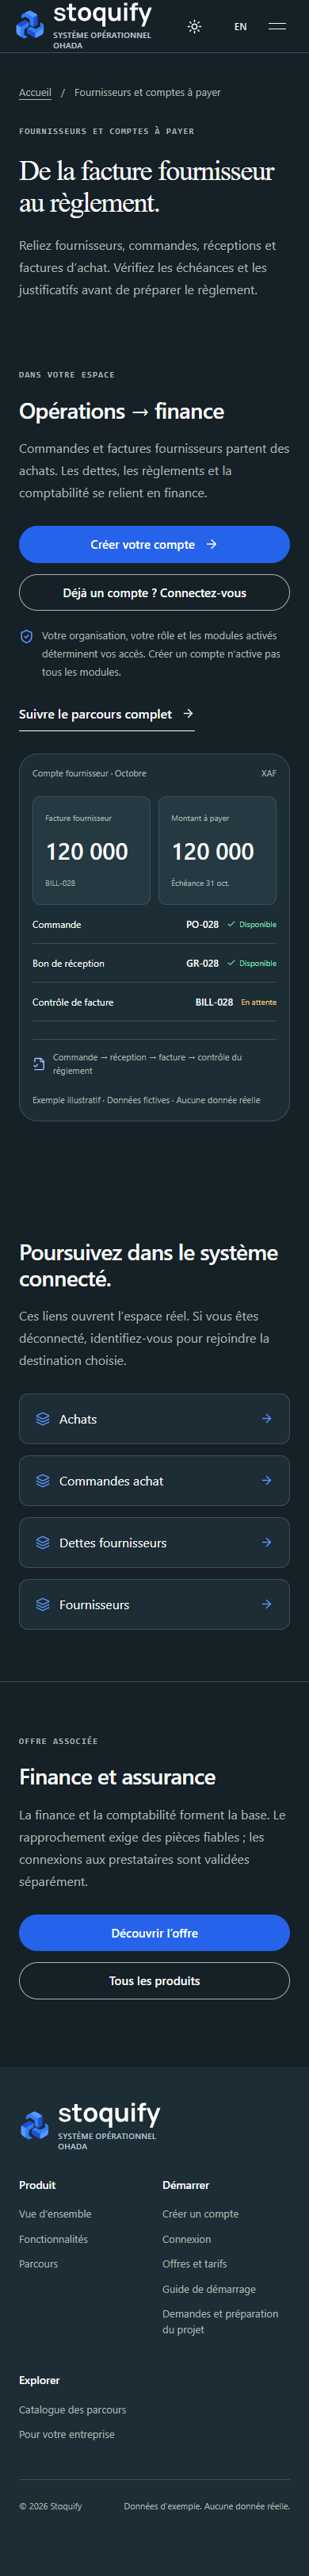 stoquify
SYSTÈME OPÉRATIONNEL
OHADA
EN
Accueil / Fournisseurs et comptes à payer
FOURNISSEURS ET COMPTES À PAYER
De la facture fournisseur
au règlement.
Reliez fournisseurs, commandes, réceptions et
factures d’achat. Vérifiez les échéances et les
justificatifs avant de préparer le règlement.
DANS VOTRE ESPACE
Opérations → finance
Commandes et factures fournisseurs partent des
achats. Les dettes, les règlements et la
comptabilité se relient en finance.
Créer votre compte →
Déjà un compte ? Connectez-vous
Votre organisation, votre rôle et les modules activés
déterminent vos accès. Créer un compte n’active pas
tous les modules.
Suivre le parcours complet →
Compte fournisseur · Octobre XAF
Facture fournisseur
120 000
BILL-028
Montant à payer
120 000
Échéance 31 oct.
Commande PO-028 ✓ Disponible
Bon de réception GR-028 ✓ Disponible
Contrôle de facture BILL-028 En attente
Commande → réception → facture → contrôle du
règlement
Exemple illustratif · Données fictives · Aucune donnée réelle
Poursuivez dans le système
connecté.
Ces liens ouvrent l’espace réel. Si vous êtes
déconnecté, identifiez-vous pour rejoindre la
destination choisie.
Achats →
Commandes achat →
Dettes fournisseurs →
Fournisseurs →
OFFRE ASSOCIÉE
Finance et assurance
La finance et la comptabilité forment la base. Le
rapprochement exige des pièces fiables ; les
connexions aux prestataires sont validées
séparément.
Découvrir l’offre
Tous les produits
stoquify
SYSTÈME OPÉRATIONNEL
OHADA
Produit
Vue d’ensemble
Fonctionnalités
Parcours
Démarrer
Créer un compte
Connexion
Offres et tarifs
Guide de démarrage
Demandes et préparation
du projet
Explorer
Catalogue des parcours
Pour votre entreprise
© 2026 Stoquify
Données d’exemple. Aucune donnée réelle.